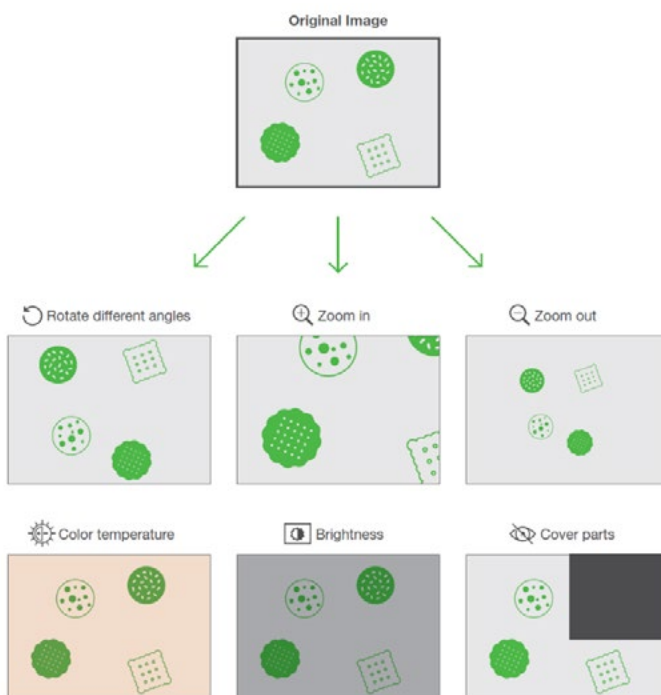 Original Image
Rotate different angles
Zoom in
Zoom out
Color temperature
Brightness
Cover parts